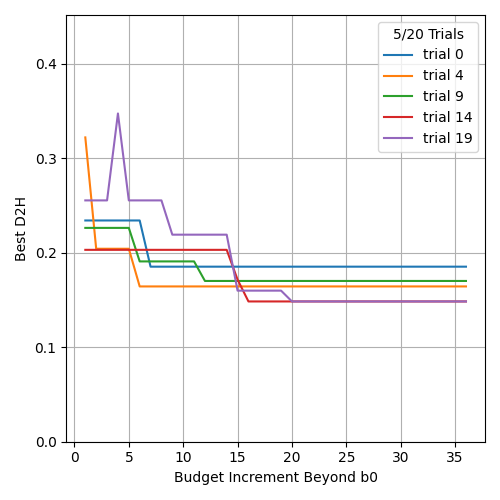 5/20 Trials
trial 0
trial 4
trial 9
trial 14
trial 19
0.4
0.3
0.2
0.1
0.0
Best D2H
0 5 10 15 20 25 30 35
Budget Increment Beyond b0